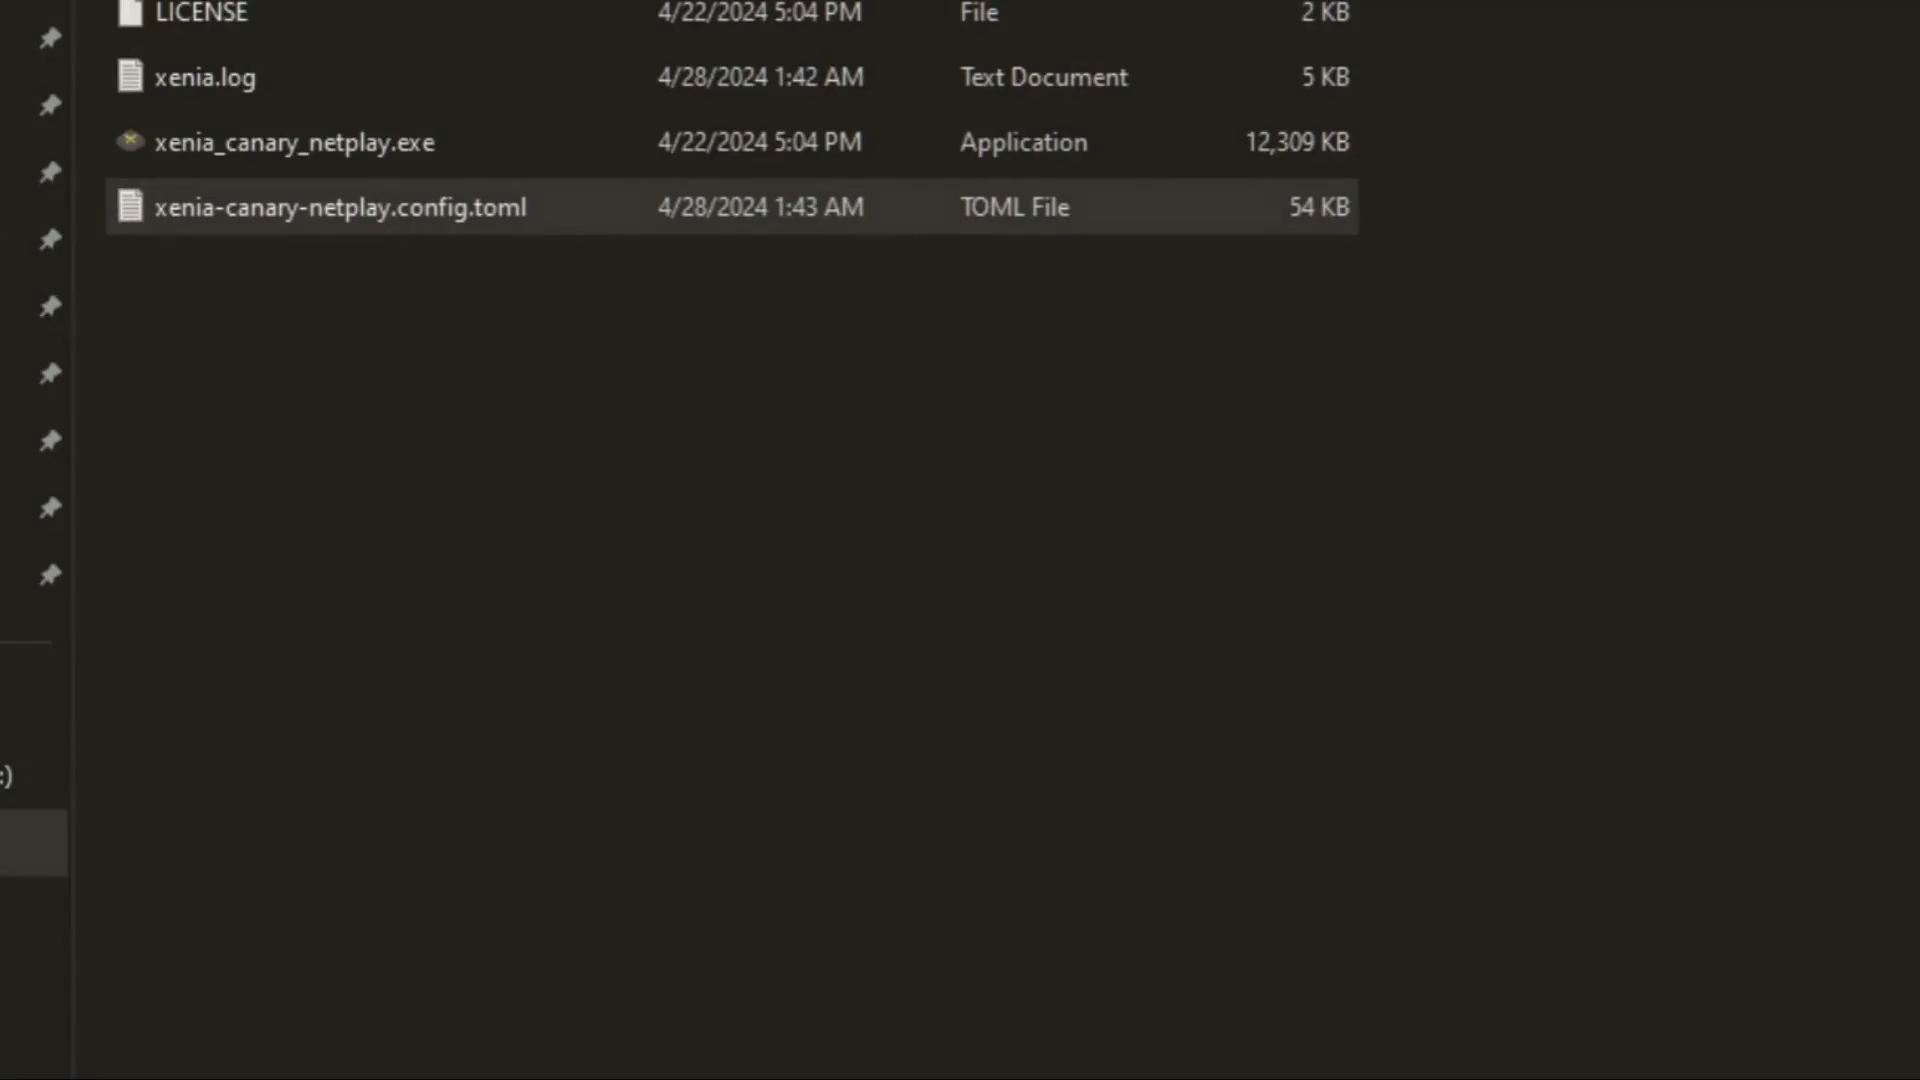 LICENSE 4/22/2024 5:04 PM File 2 KB
xenia.log 4/28/2024 1:42 AM Text Document 5 KB
xenia_canary_netplay.exe 4/22/2024 5:04 PM Application 12,309 KB
xenia-canary-netplay.config.toml 4/28/2024 1:43 AM TOML File 54 KB
:)